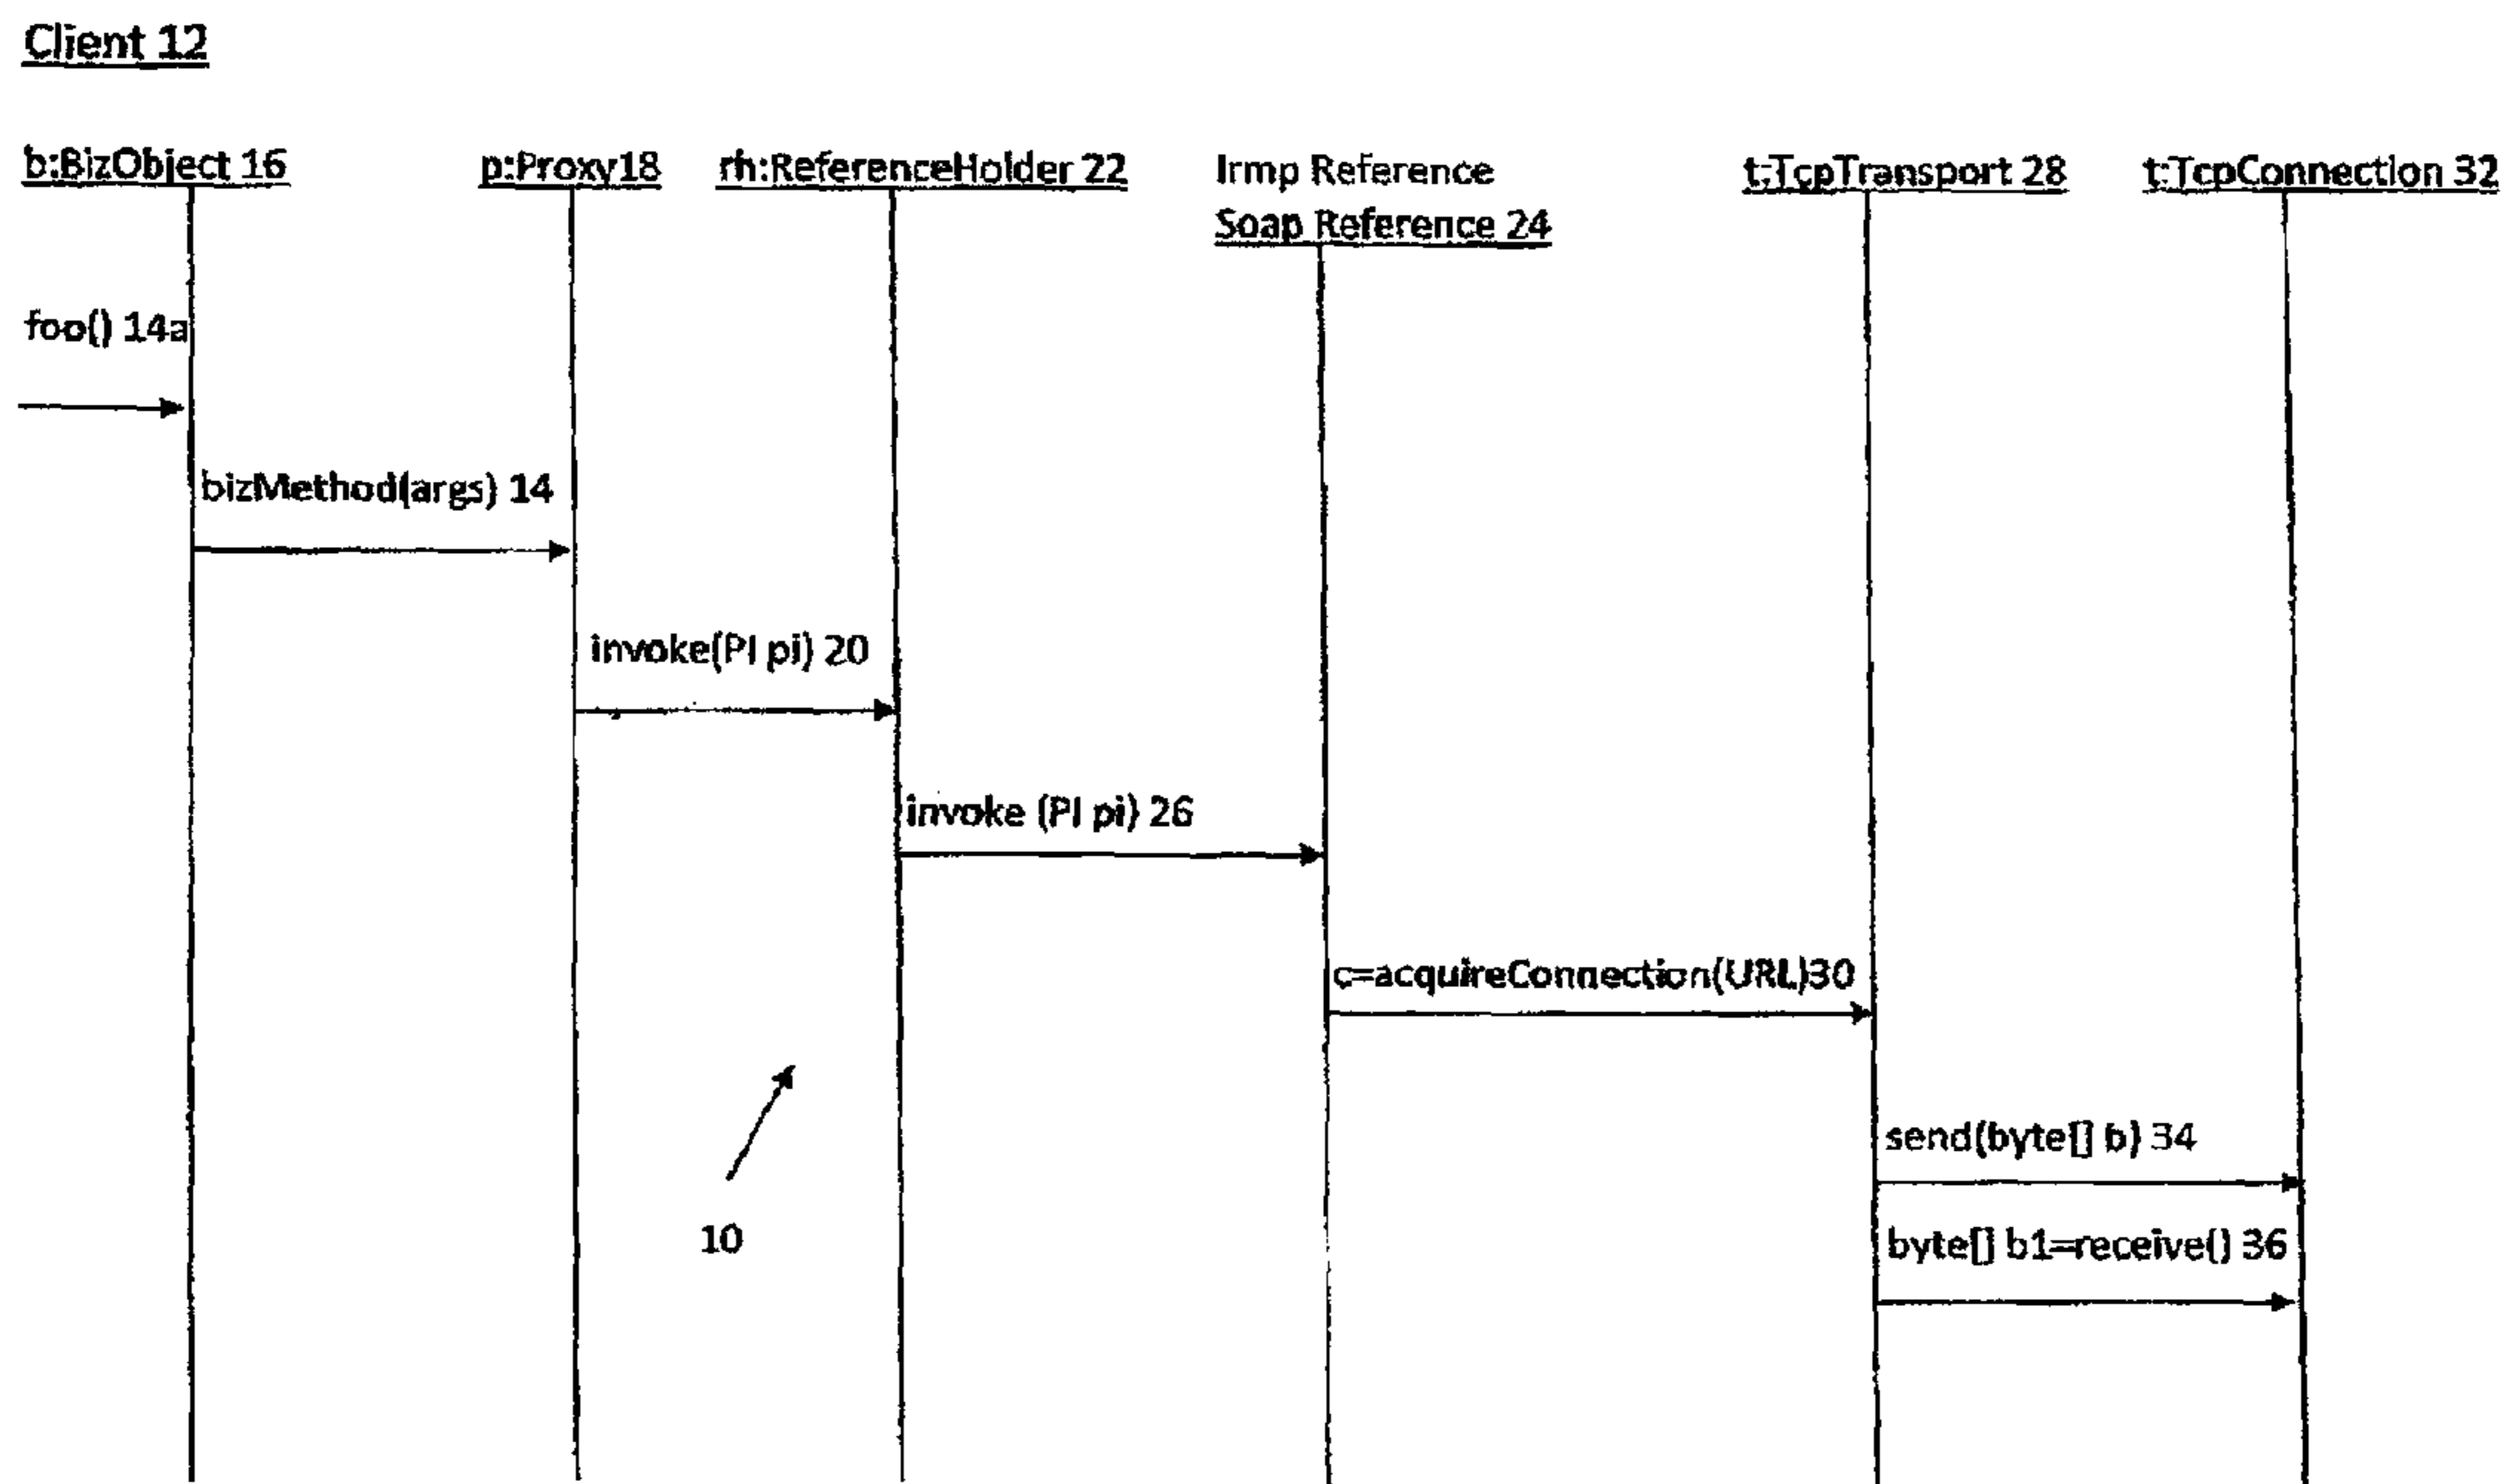 Client 12
b:BizObject 16
p:Proxy18
rh:ReferenceHolder 22
Irmp Reference
Soap Reference 24
t:TcpTransport 28
t:TcpConnection 32
foo() 14a
bizMethod(args) 14
invoke(PI pi) 20
invoke (PI pi) 26
c=acquireConnection(URL)30
send(byte[] b) 34
byte[] b1=receive() 36
10